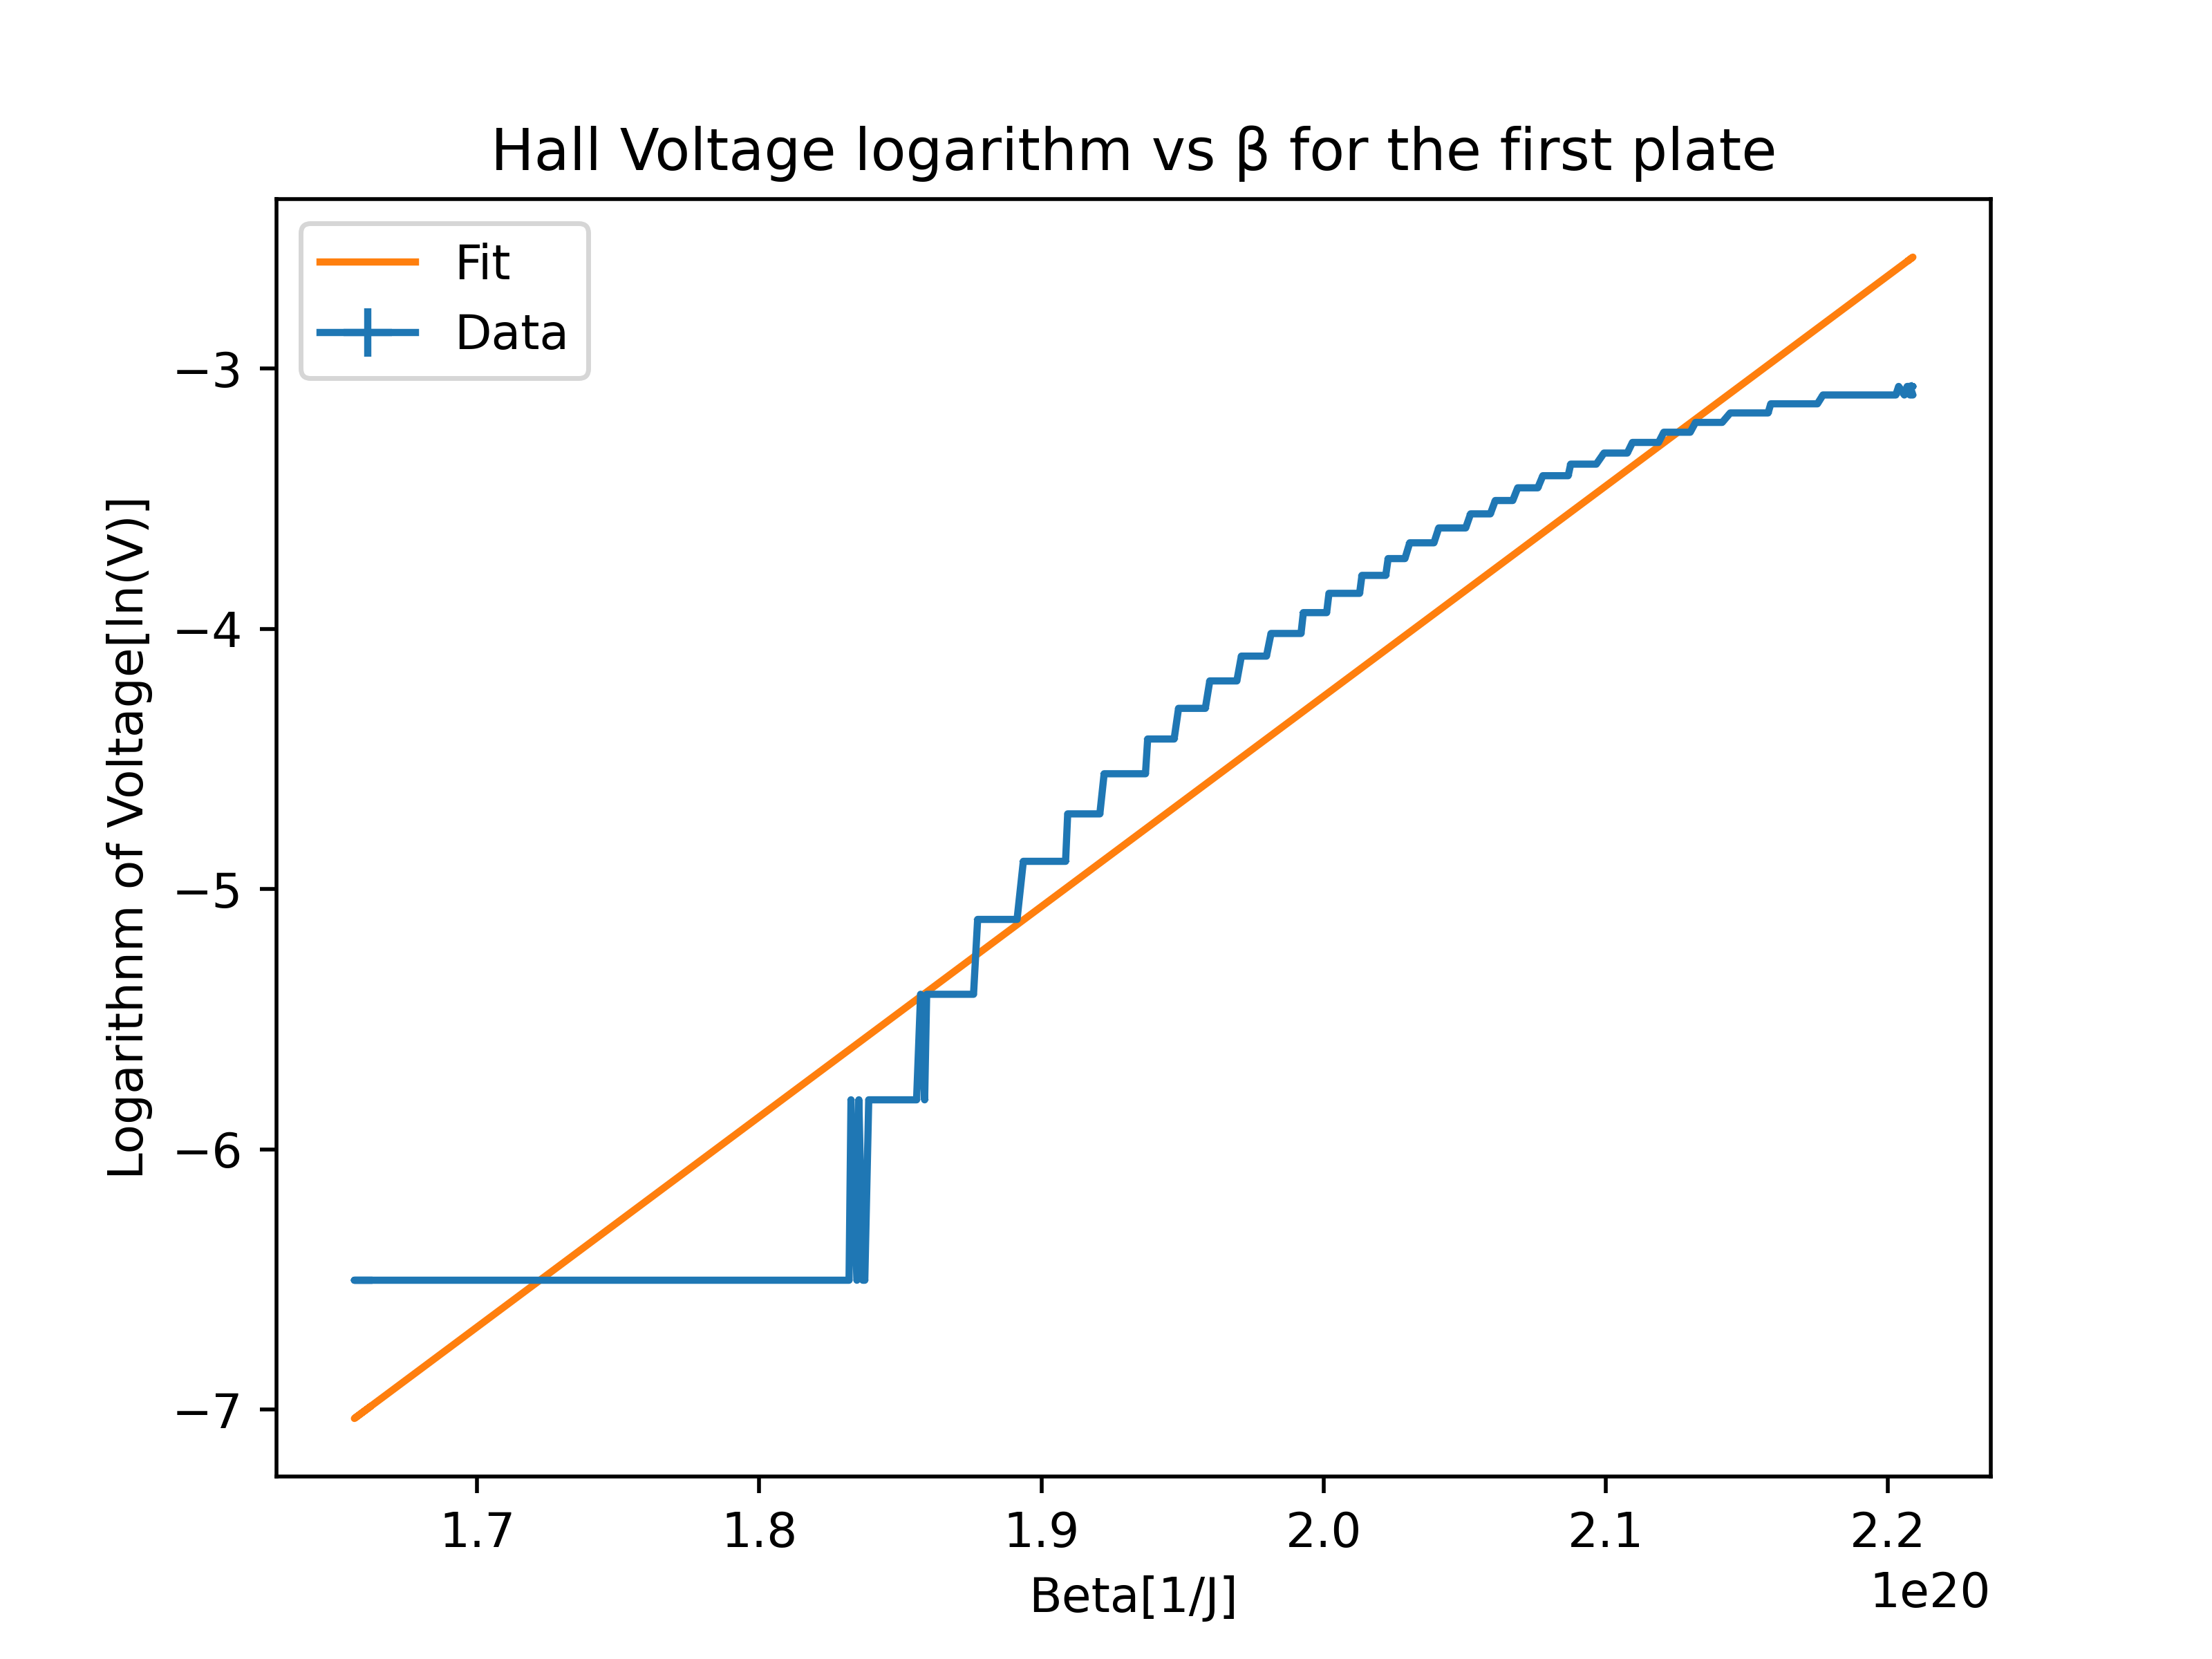 Hall Voltage logarithm vs β for the first plate
Fit
Data
Logarithnm of Voltage[ln(V)]
−3
−4
−5
−6
−7
1.7 1.8 1.9 2.0 2.1 2.2
1e20
Beta[1/J]